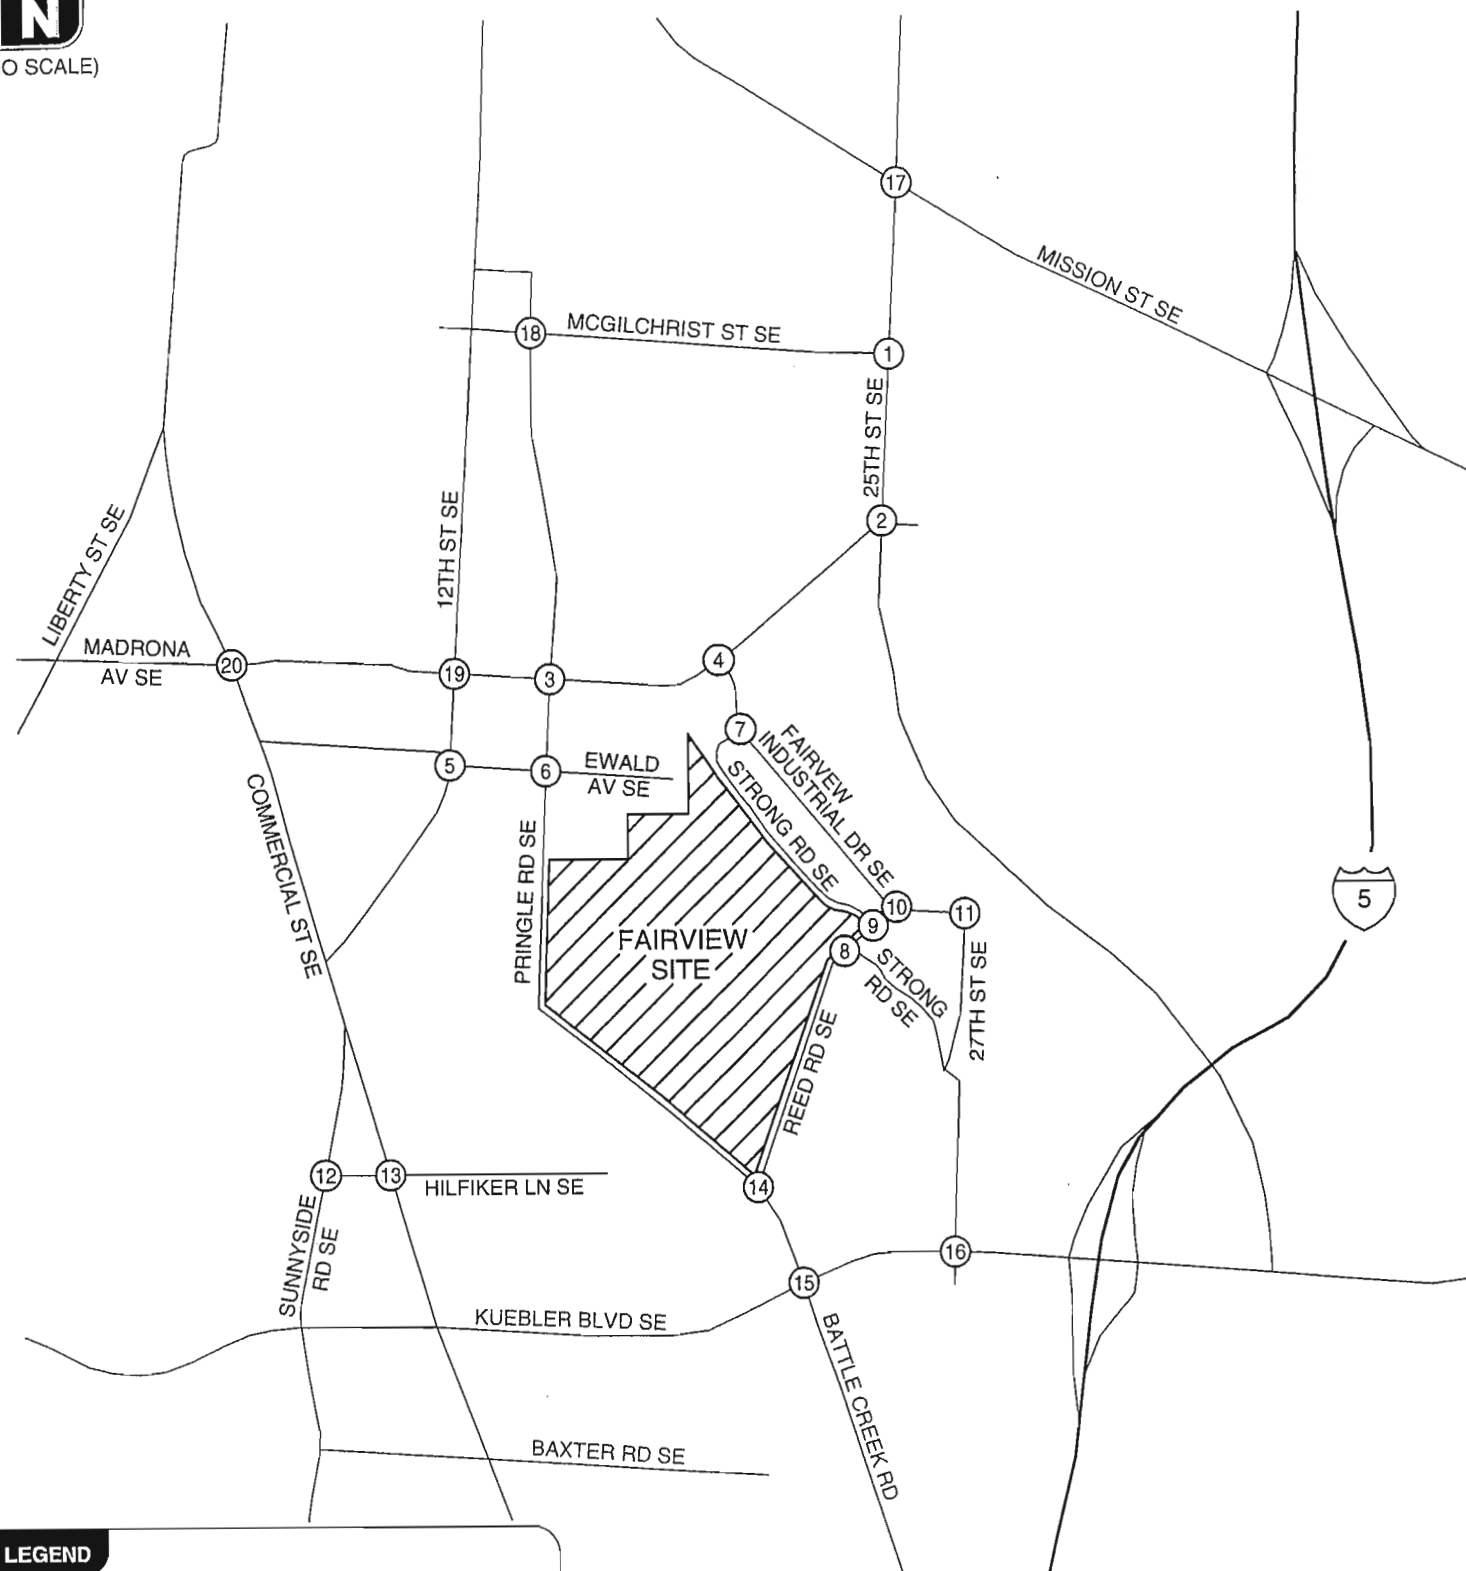 N
O SCALE)
17
MISSION ST SE
18
MCGILCHRIST ST SE
1
25TH ST SE
2
12TH ST SE
LIBERTY ST SE
MADRONA
AV SE
20
19
3
4
7
FAIRVIEW
INDUSTRIAL DR SE
STRONG RD SE
5
6
EWALD
AV SE
COMMERCIAL ST SE
PRINGLE RD SE
5
10
11
9
8
FAIRVIEW
SITE
STRONG
RD SE
27TH ST SE
REED RD SE
12
13
HILFIKER LN SE
14
SUNNYSIDE
RD SE
16
15
KUEBLER BLVD SE
BATTLE CREEK RD
BAXTER RD SE
LEGEND